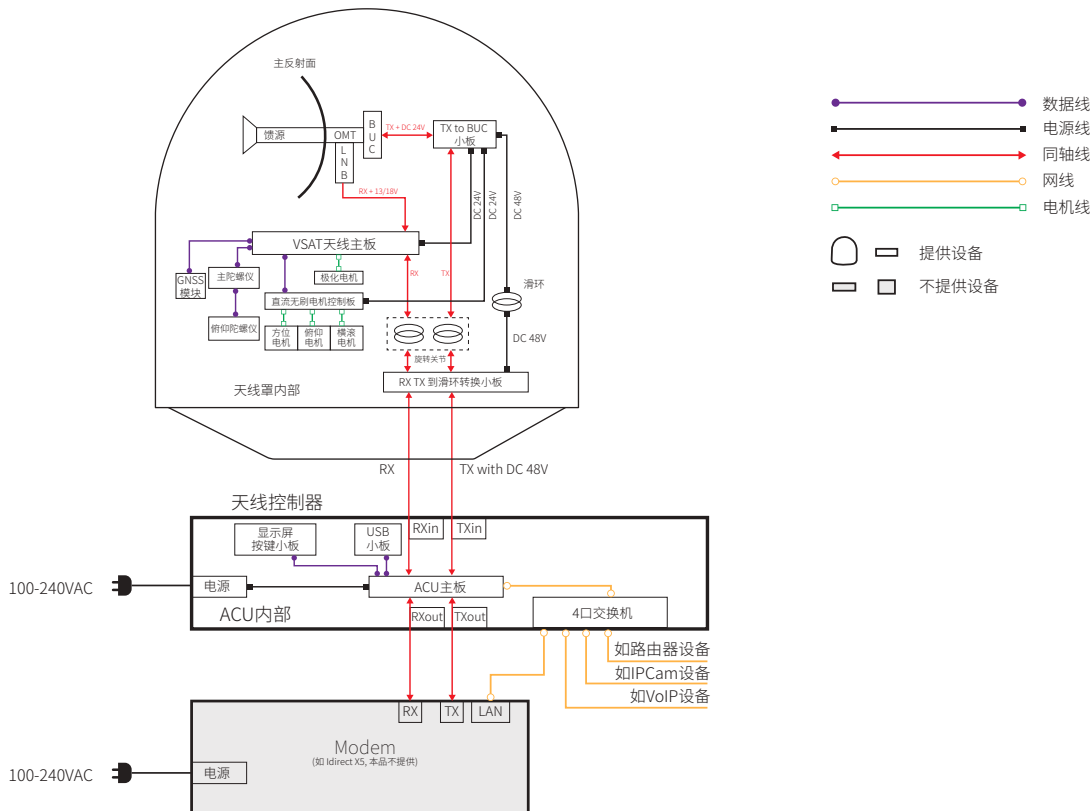 主反射面
馈源
OMT
B
U
C
L
N
B
TX + DC 24V
TX to BUC
小板
RX + 13/18V
DC 24V
DC 24V
DC 48V
VSAT天线主板
GNSS
模块
主陀螺仪
极化电机
RX
TX
滑环
直流无刷电机控制板
俯仰陀螺仪
方位
电机
俯仰
电机
横滚
电机
DC 48V
旋转关节
RX TX 到滑环转换小板
天线罩内部
RX
TX with DC 48V
数据线
电源线
同轴线
网线
电机线
提供设备
不提供设备
天线控制器
显示屏
按键小板
USB
小板
RXin
TXin
100-240VAC
电源
ACU主板
ACU内部
RXout
TXout
4口交换机
如路由器设备
如IPCam设备
如VoIP设备
RX
TX
LAN
Modem
(如 Idirect X5, 本品不提供)
100-240VAC
电源